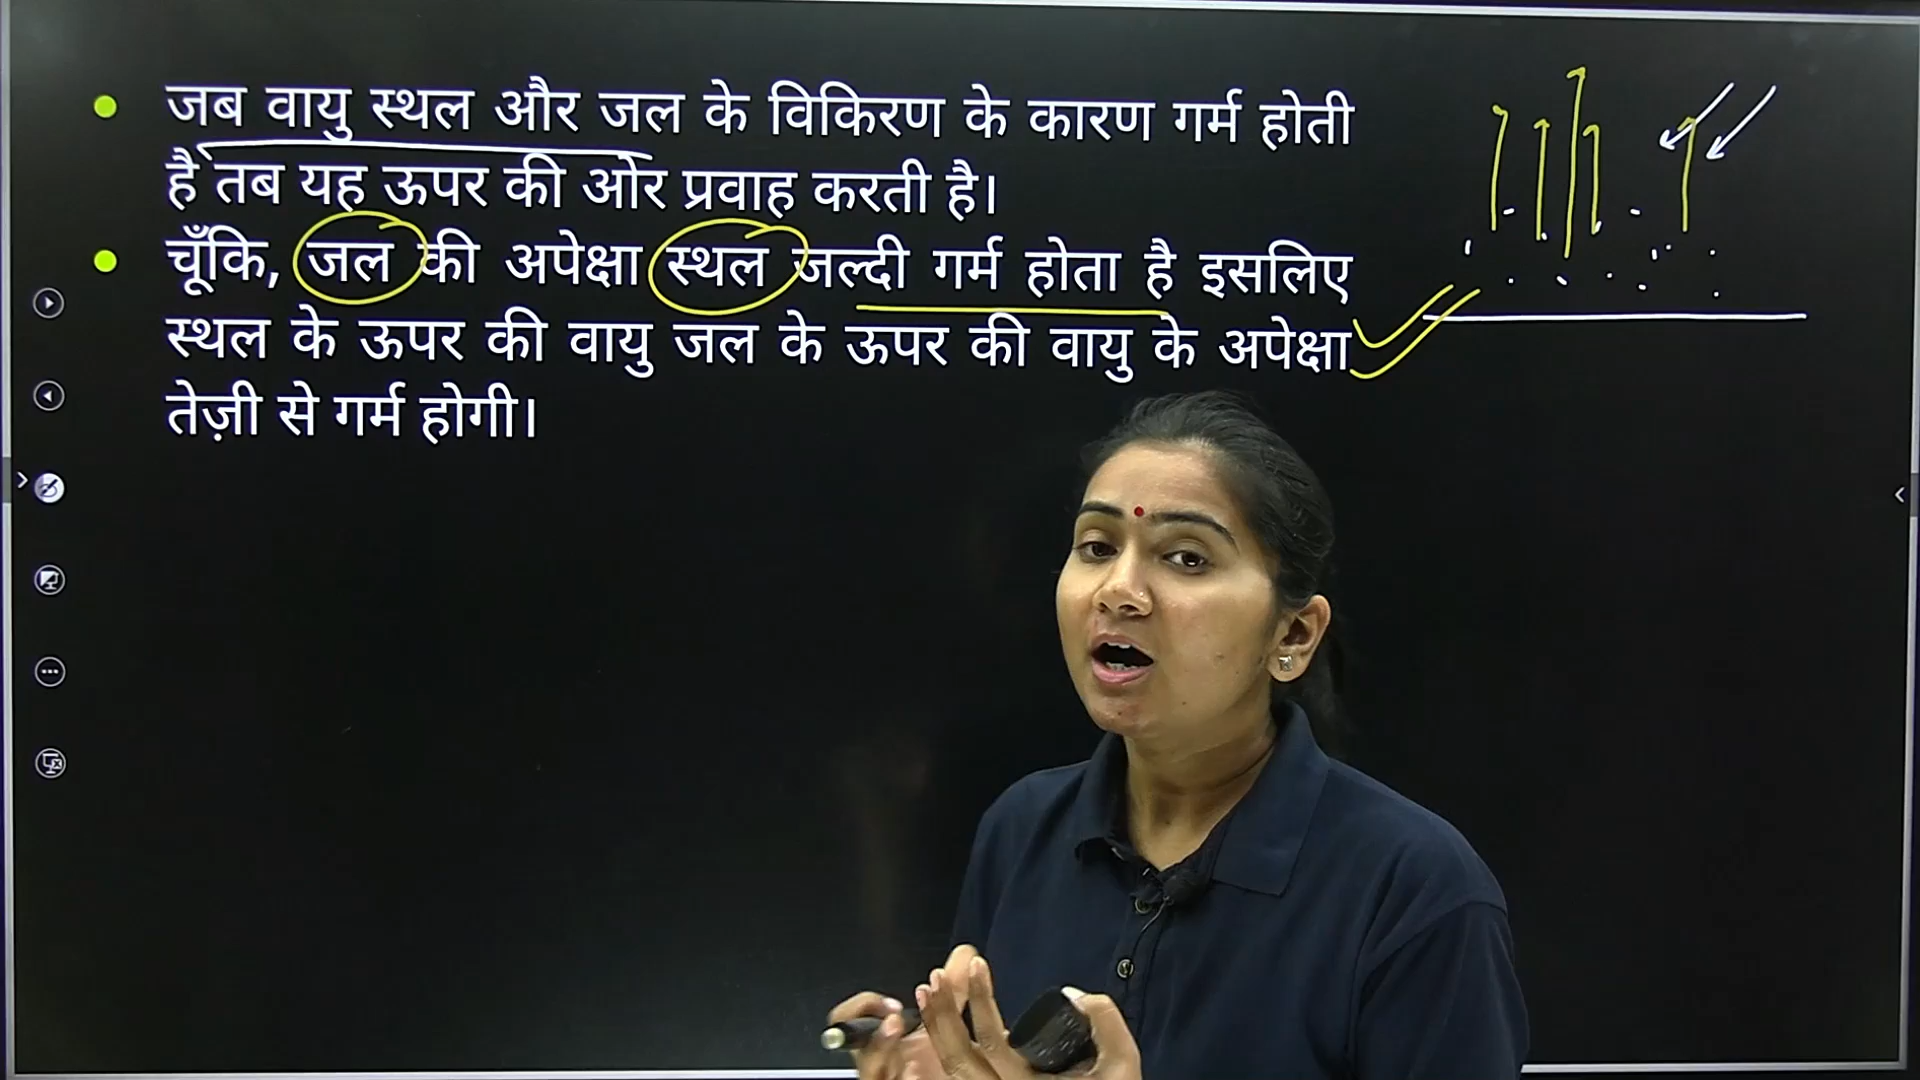 जब वायु स्थल और जल के विकिरण के कारण गर्म होती
है तब यह ऊपर की ओर प्रवाह करती है।
चूँकि, जल की अपेक्षा स्थल जल्दी गर्म होता है इसलिए
स्थल के ऊपर की वायु जल के ऊपर की वायु के अपेक्षा
तेज़ी से गर्म होगी।